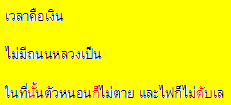 เวลาคือเงิน
ไม่มีถนนหลวงเป็น
ในที่นั้นตัวหนอนก็ไม่ตาย และไฟก็ไม่ดับเล